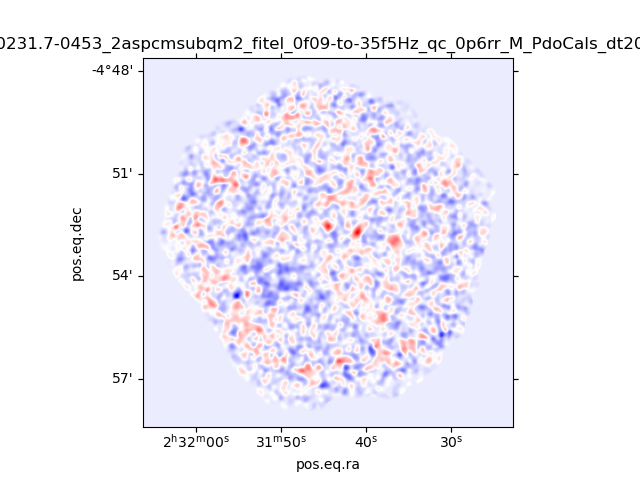 0231.7-0453_2aspcmsubqm2_fitel_0f09-to-35f5Hz_qc_0p6rr_M_PdoCals_dt20
-4°48'
51'
54'
57'
pos.eq.dec
2ʰ32ᵐ00ˢ 31ᵐ50ˢ 40ˢ 30ˢ
pos.eq.ra